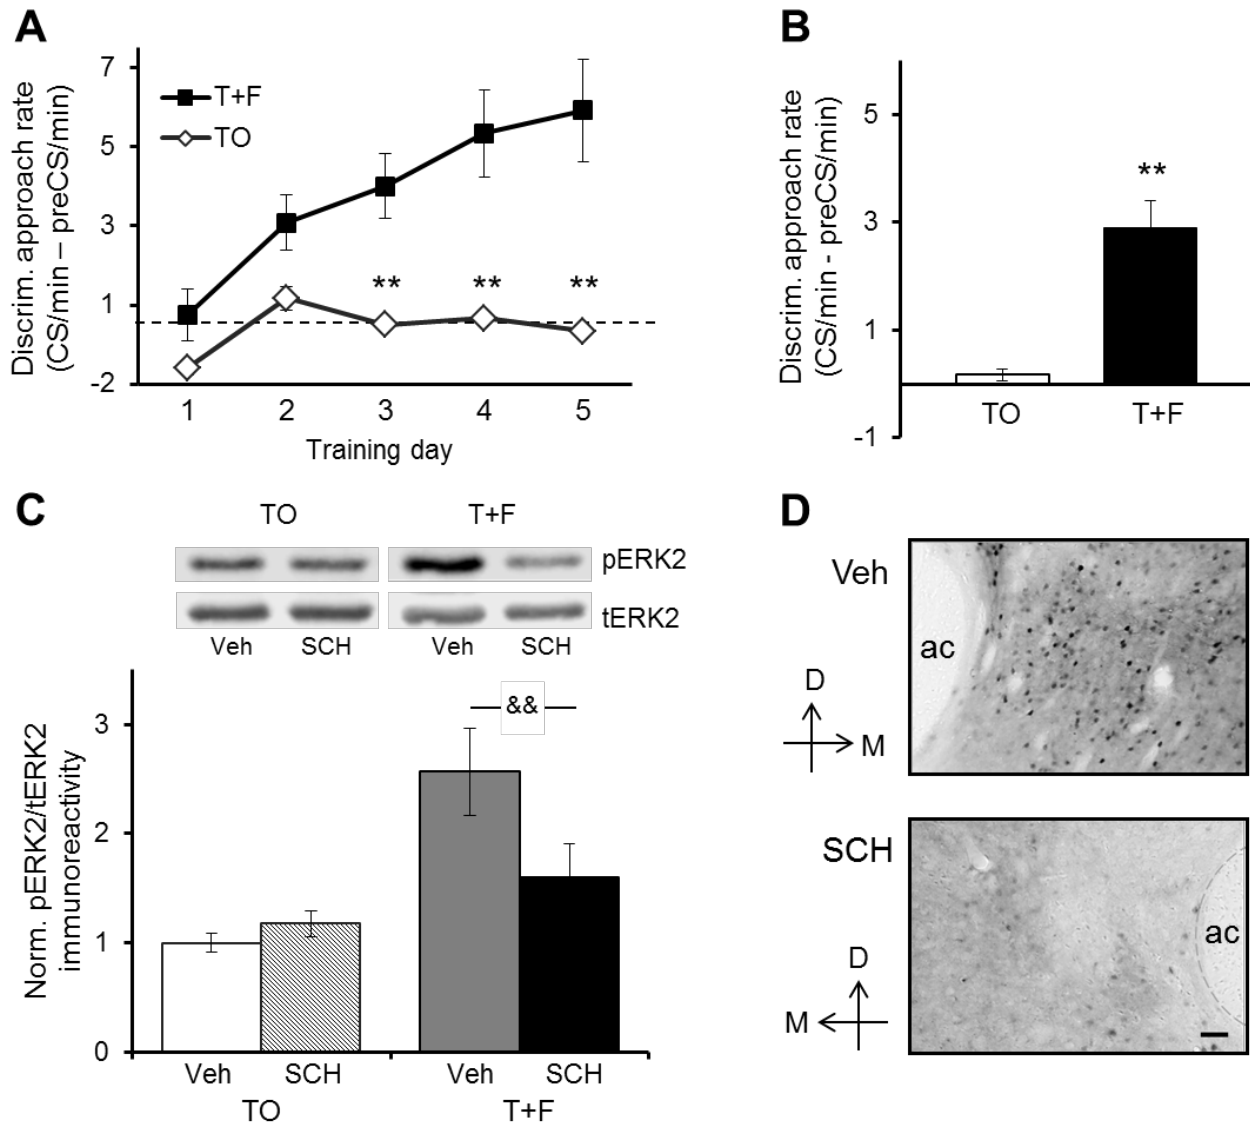 A
Discrim. approach rate
(CS/min – preCS/min)
7
5
3
1
-2
T+F
TO
** ** **
1 2 3 4 5
Training day
B
Discrim. approach rate
(CS/min - preCS/min)
5
3
1
-1
**
TO T+F
C
TO T+F
pERK2
tERK2
Veh SCH Veh SCH
Norm. pERK2/tERK2
immunoreactivity
3
2
1
0
&&
Veh SCH Veh SCH
TO T+F
D
Veh
ac
D
M
SCH
ac
D
M